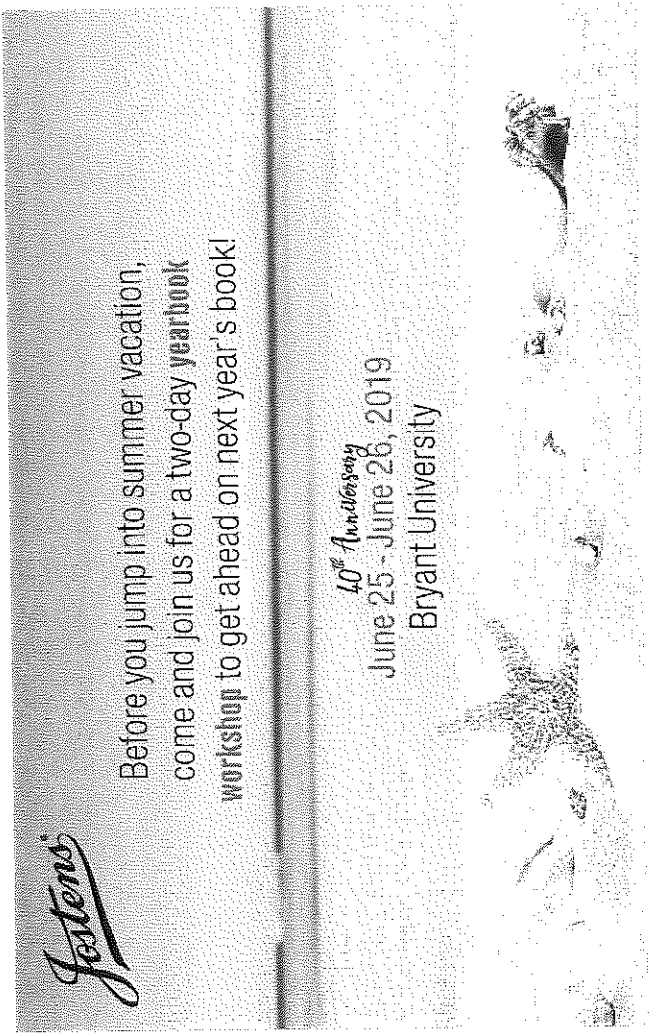 Jostens®
Before you jump into summer vacation,
come and join us for a two-day yearbook
workshop to get ahead on next year's book!
40th Anniversary
June 25 - June 26, 2019
Bryant University